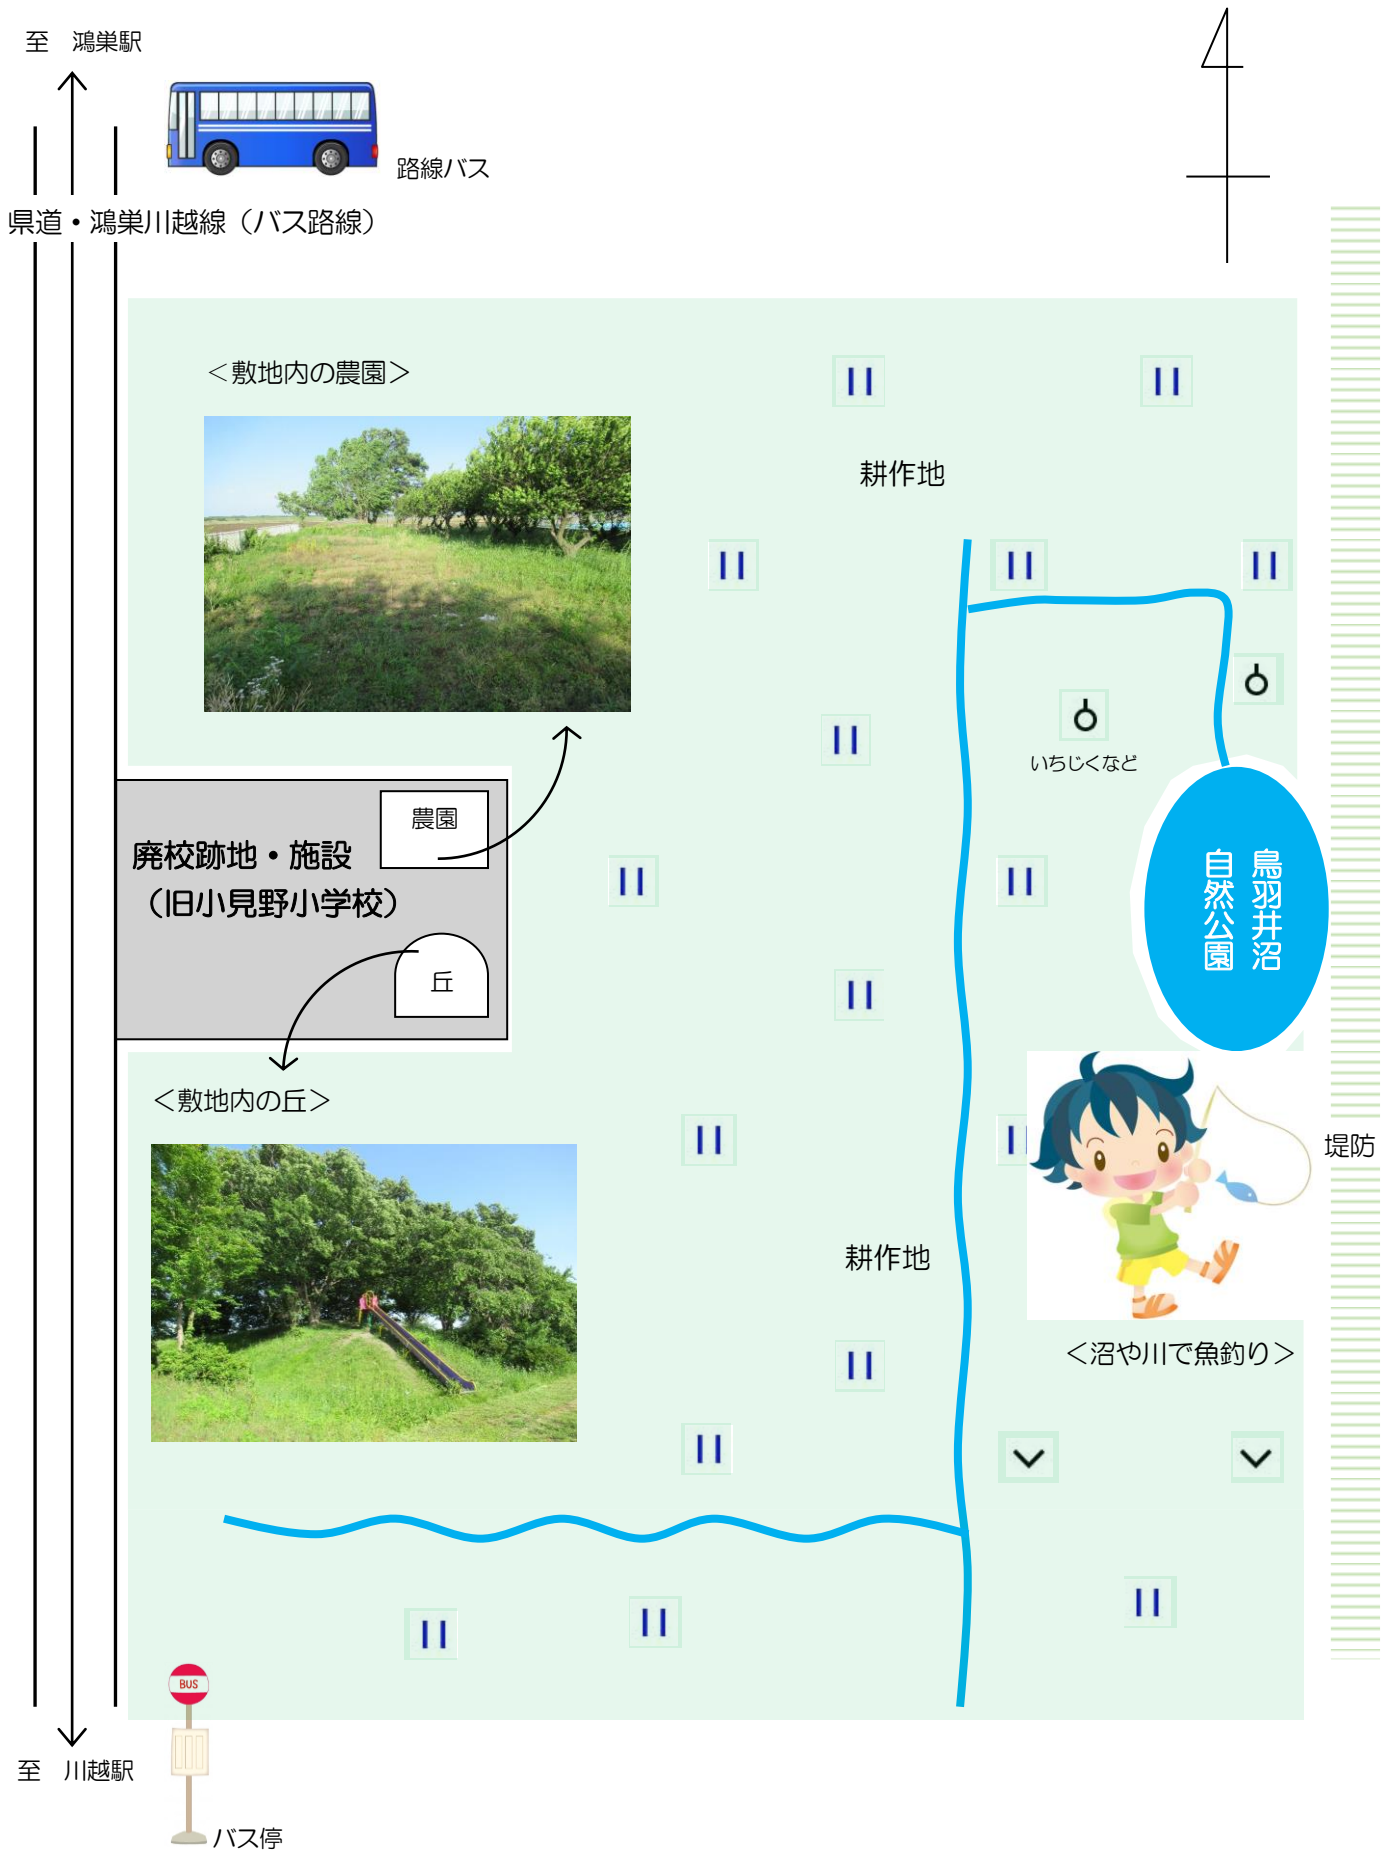 至　鴻巣駅
路線バス
県道・鴻巣川越線（バス路線）
＜敷地内の農園＞
耕作地
いちじくなど
農園
廃校跡地・施設
（旧小見野小学校）
丘
鳥羽井沼
自然公園
＜敷地内の丘＞
堤防
耕作地
＜沼や川で魚釣り＞
BUS
至　川越駅
バス停